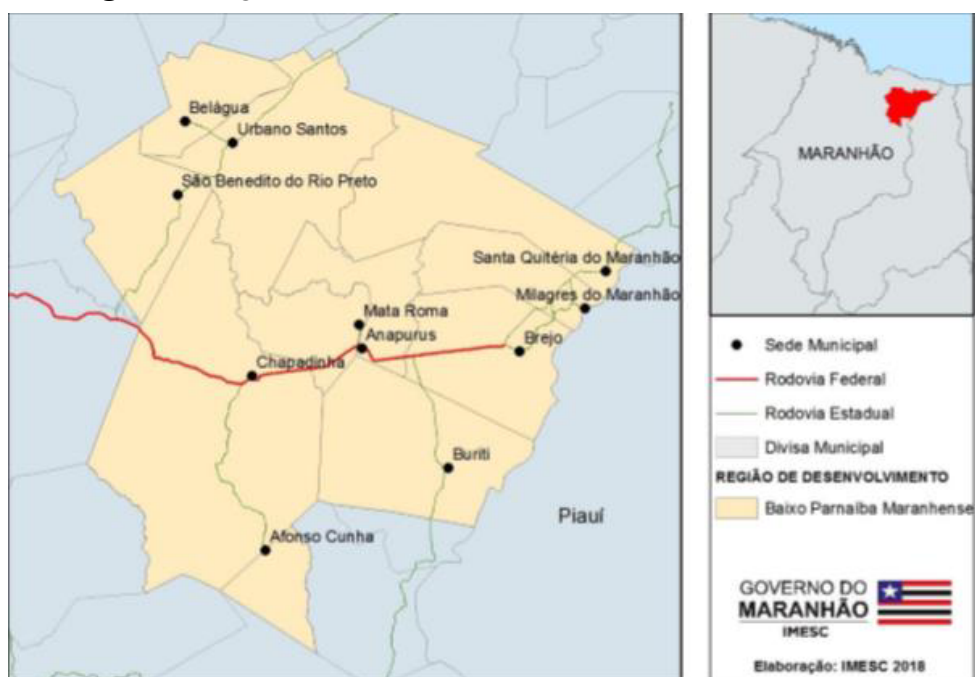 Belágua
Urbano Santos
São Benedito do Rio Preto
Santa Quitéria do Maranhão
Milagres do Maranhão
Mata Roma
Anapurus
Brejo
Chapadinha
Buriti
Piauí
Afonso Cunha
MARANHÃO
Sede Municipal
Rodovia Federal
Rodovia Estadual
Divisa Municipal
REGIÃO DE DESENVOLVIMENTO
Baixo Parnaíba Maranhense
GOVERNO DO
MARANHÃO
IMESC
Elaboração: IMESC 2018